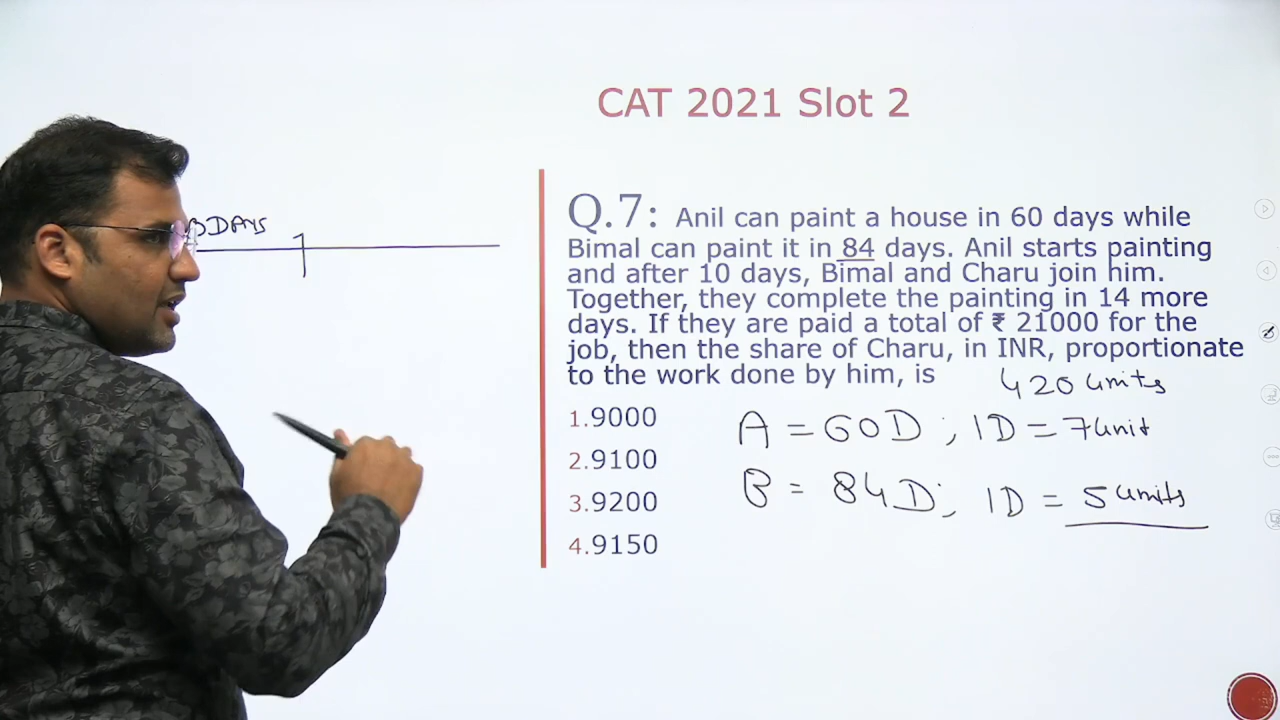 CAT 2021 Slot 2
DAYS
Q.7: Anil can paint a house in 60 days while
Bimal can paint it in 84 days. Anil starts painting
and after 10 days, Bimal and Charu join him.
Together, they complete the painting in 14 more
days. If they are paid a total of ₹ 21000 for the
job, then the share of Charu, in INR, proportionate
to the work done by him, is
420 units
1.9000
A = 60D ; 1D = 7unit
2.9100
B = 84D ; 1D = 5 units
3.9200
4.9150